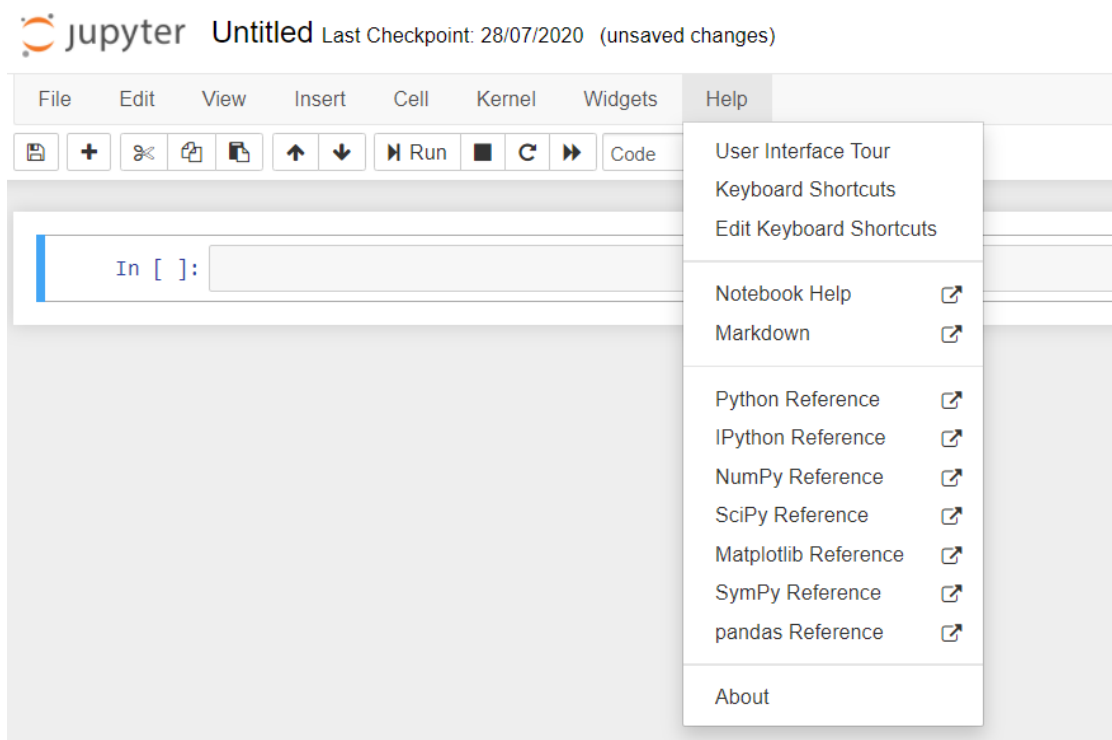 jupyter Untitled Last Checkpoint: 28/07/2020 (unsaved changes)
File Edit View Insert Cell Kernel Widgets Help
Run Code
In [ ]:
User Interface Tour
Keyboard Shortcuts
Edit Keyboard Shortcuts
Notebook Help
Markdown
Python Reference
IPython Reference
NumPy Reference
SciPy Reference
Matplotlib Reference
SymPy Reference
pandas Reference
About